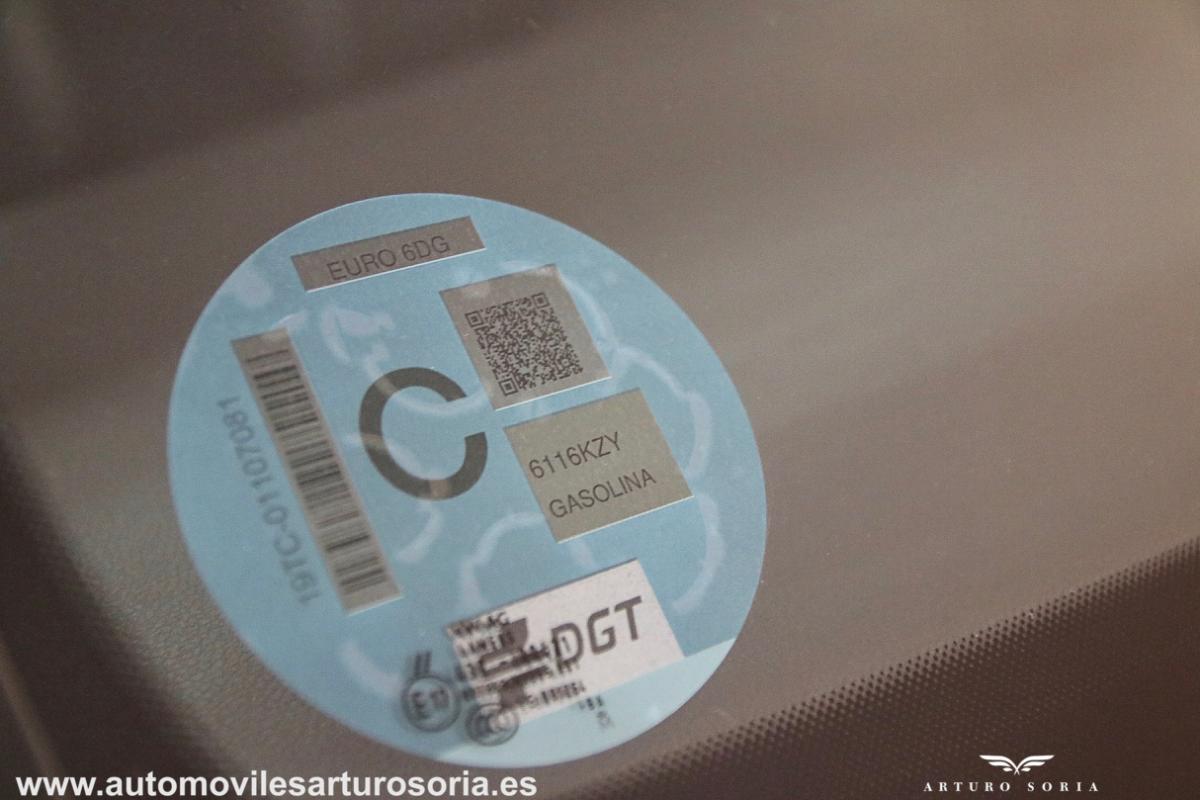 EURO 6DG
C
6116KZY
GASOLINA
19TC-01107081
DGT
www.automovilesarturosoria.es
ARTURO SORIA